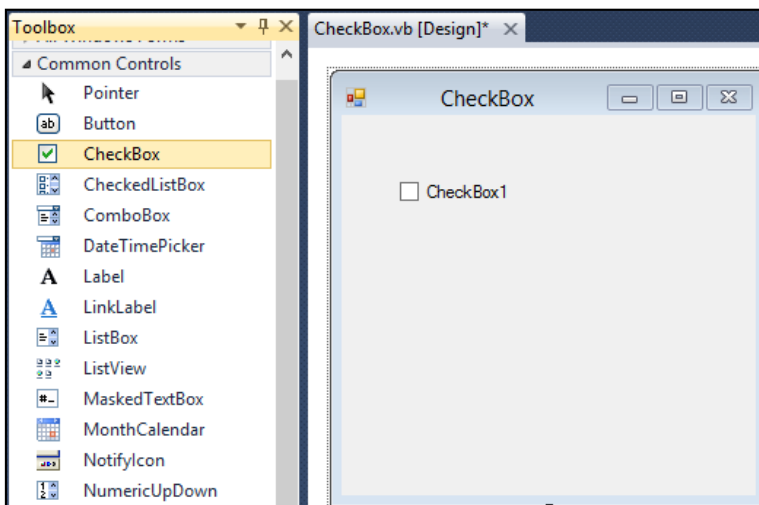 Toolbox
Common Controls
Pointer
Button
CheckBox
CheckedListBox
ComboBox
DateTimePicker
Label
LinkLabel
ListBox
ListView
MaskedTextBox
MonthCalendar
NotifyIcon
NumericUpDown
CheckBox.vb [Design]*
CheckBox
CheckBox1